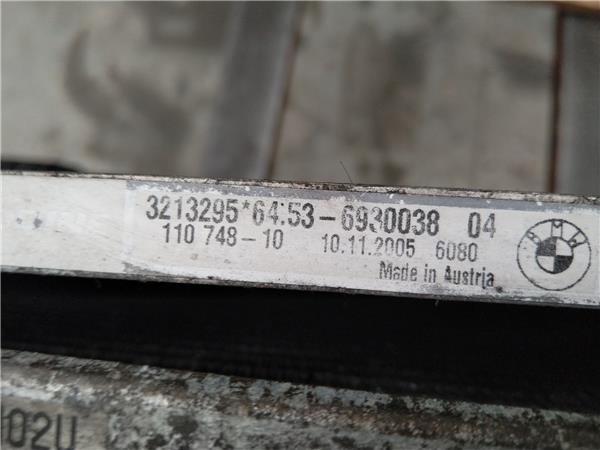 3213295*64.53-6930038 04
110 748-10 10.11.2005 6080
Made in Austria
BMW
02U